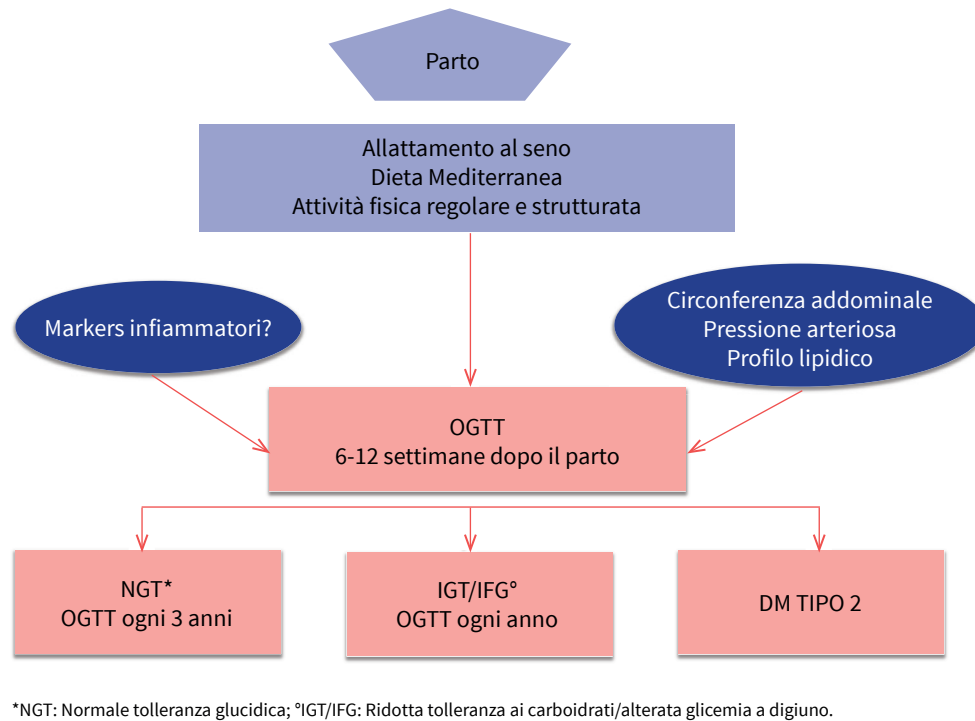 Parto
Allattamento al seno
Dieta Mediterranea
Attività fisica regolare e strutturata
Markers infiammatori?
Circonferenza addominale
Pressione arteriosa
Profilo lipidico
OGTT
6-12 settimane dopo il parto
NGT*
OGTT ogni 3 anni
IGT/IFG°
OGTT ogni anno
DM TIPO 2
*NGT: Normale tolleranza glucidica; °IGT/IFG: Ridotta tolleranza ai carboidrati/alterata glicemia a digiuno.